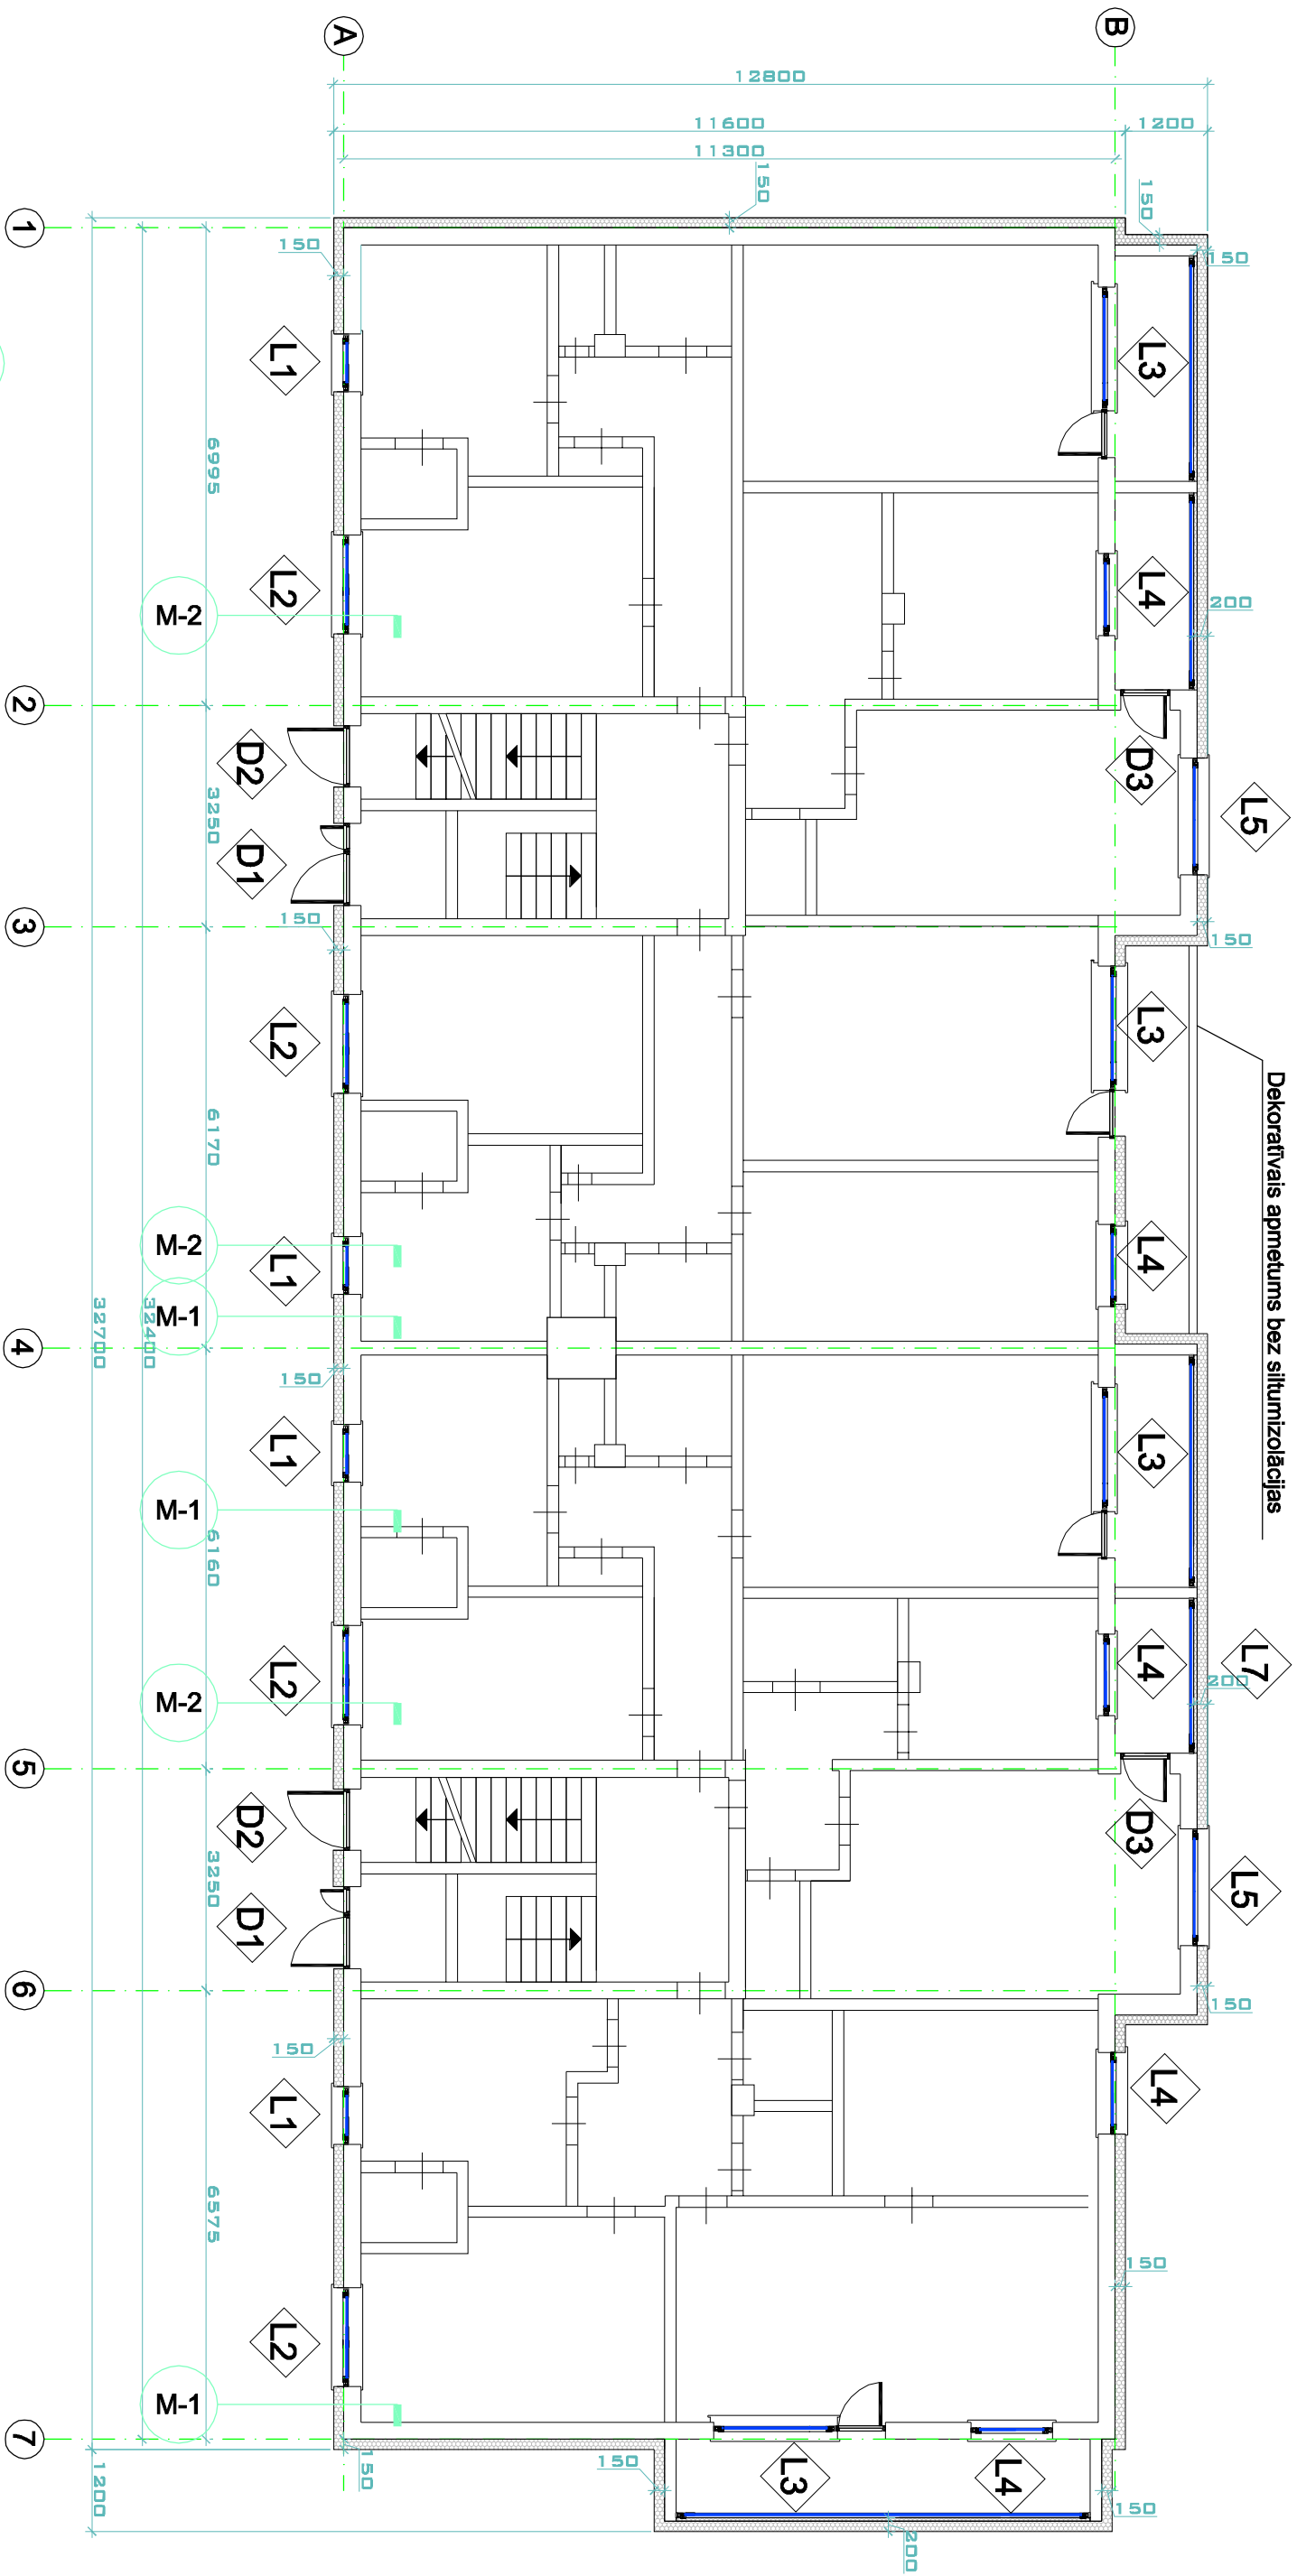 A
B
12800
11600
1200
11300
150
150
1
150
150
L1
L3
6995
L2
L4
M-2
200
2
D2
D3
3250
L5
D1
3
150
150
L2
L3
Dekoratīvais apmetums bez siltumizolācijas
6170
M-2
L1
L4
M-1
32700
32400
4
150
L1
L3
M-1
6160
L2
L4
L7
M-2
200
5
D2
D3
3250
L5
D1
6
150
150
L1
L4
6575
150
L2
M-1
7
150
1200
150
L3
L4
150
200